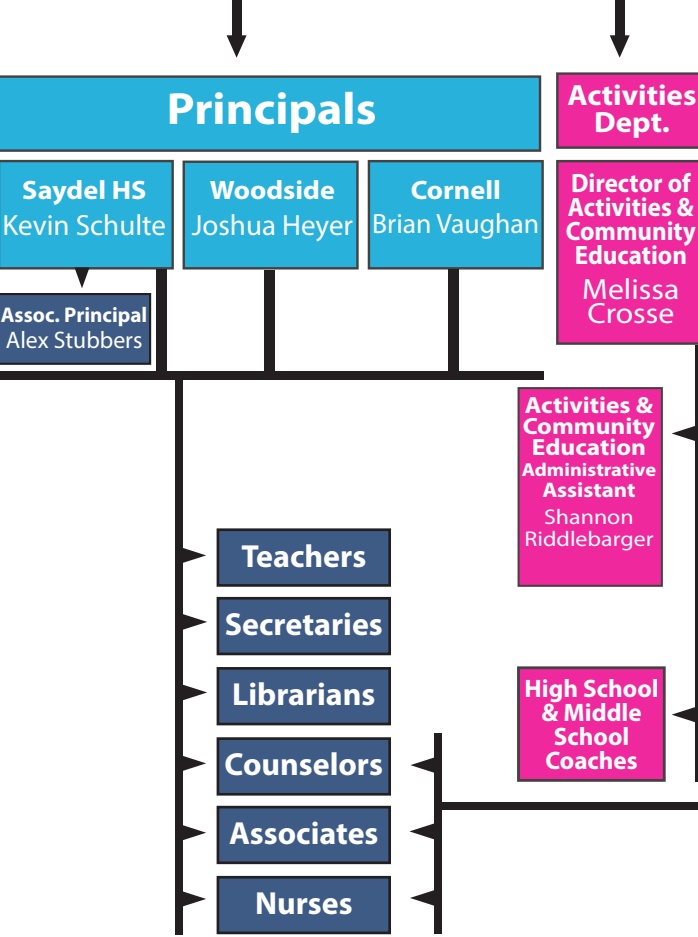 Principals
Activities
Dept.
Saydel HS
Kevin Schulte
Woodside
Joshua Heyer
Cornell
Brian Vaughan
Director of
Activities &
Community
Education
Melissa
Crosse
Assoc. Principal
Alex Stubbers
Activities &
Community
Education
Administrative
Assistant
Shannon
Riddlebarger
Teachers
Secretaries
Librarians
High School
& Middle
School
Coaches
Counselors
Associates
Nurses